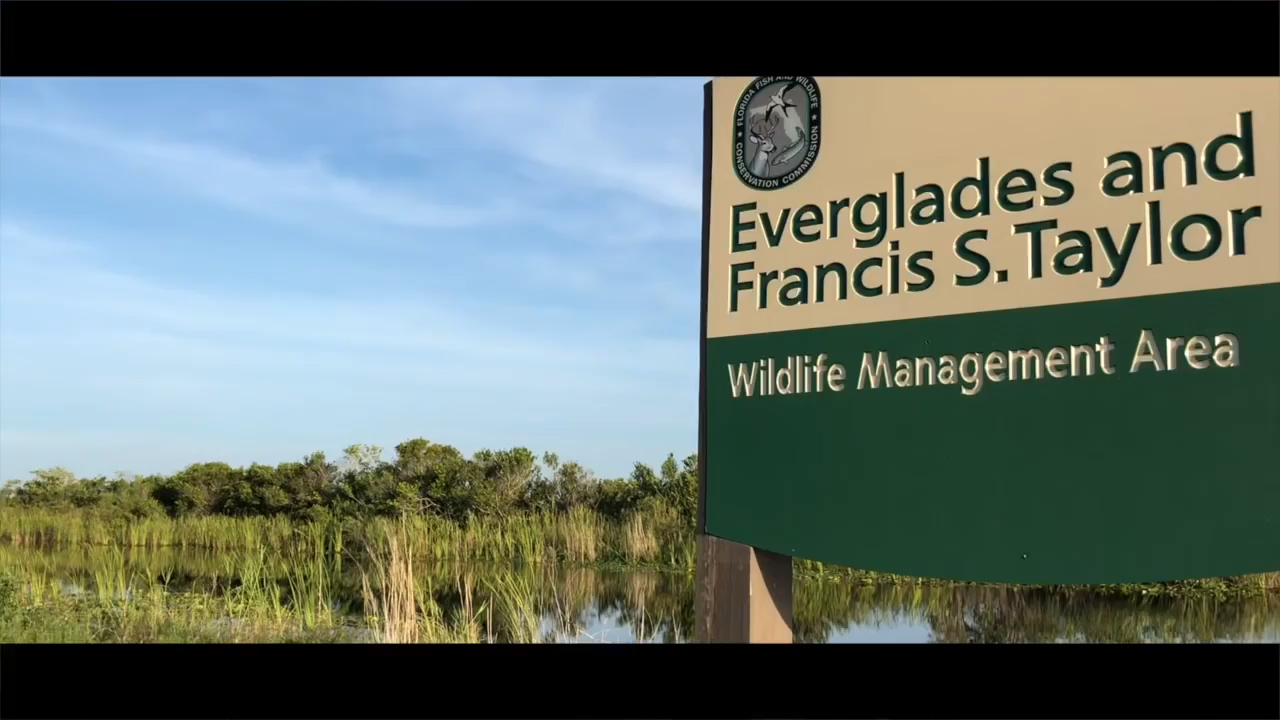 FLORIDA FISH AND WILDLIFE
CONSERVATION COMMISSION
Everglades and
Francis S. Taylor
Wildlife Management Area